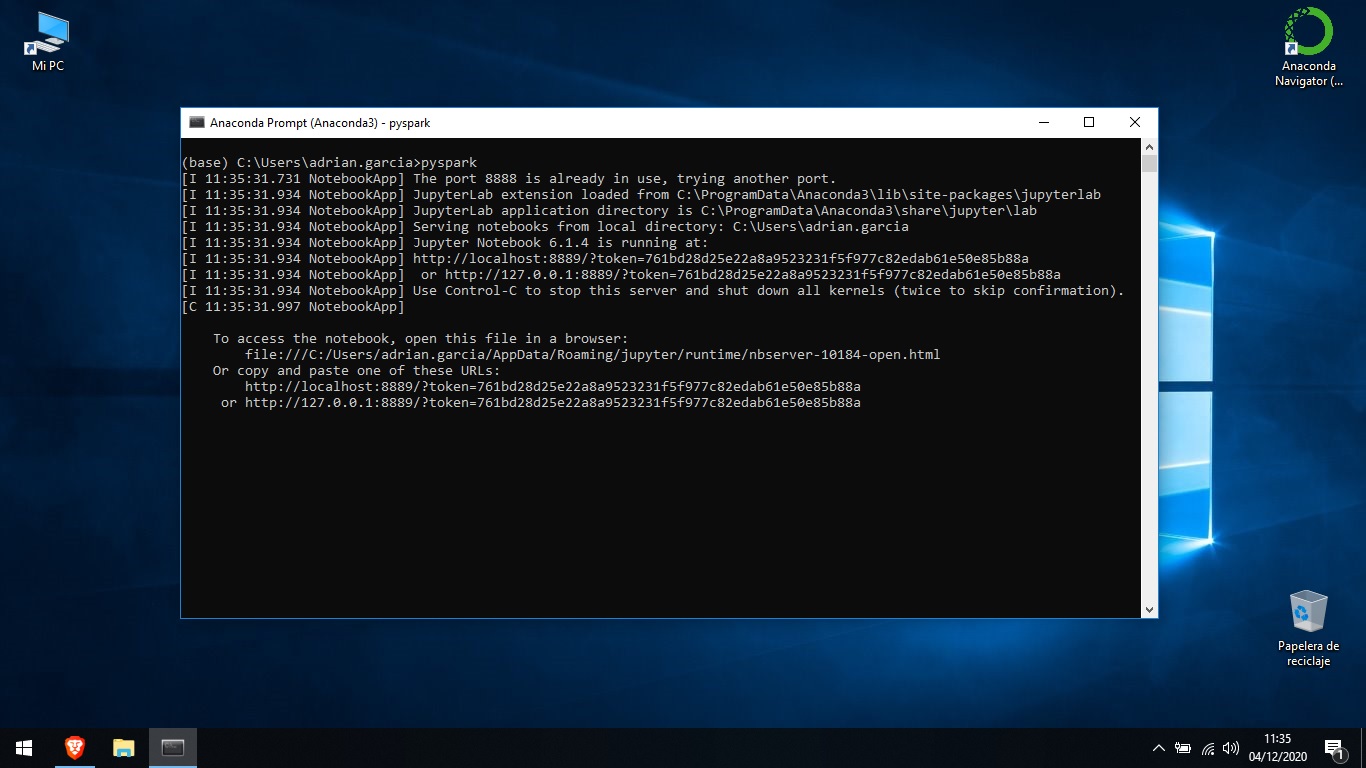 Mi PC
Anaconda
Navigator (...
Anaconda Prompt (Anaconda3) - pyspark
(base) C:\Users\adrian.garcia>pyspark
[I 11:35:31.731 NotebookApp] The port 8888 is already in use, trying another port.
[I 11:35:31.934 NotebookApp] JupyterLab extension loaded from C:\ProgramData\Anaconda3\lib\site-packages\jupyterlab
[I 11:35:31.934 NotebookApp] JupyterLab application directory is C:\ProgramData\Anaconda3\share\jupyter\lab
[I 11:35:31.934 NotebookApp] Serving notebooks from local directory: C:\Users\adrian.garcia
[I 11:35:31.934 NotebookApp] Jupyter Notebook 6.1.4 is running at:
[I 11:35:31.934 NotebookApp] http://localhost:8889/?token=761bd28d25e22a8a9523231f5f977c82edab61e50e85b88a
[I 11:35:31.934 NotebookApp]  or http://127.0.0.1:8889/?token=761bd28d25e22a8a9523231f5f977c82edab61e50e85b88a
[I 11:35:31.934 NotebookApp] Use Control-C to stop this server and shut down all kernels (twice to skip confirmation).
[C 11:35:31.997 NotebookApp]
To access the notebook, open this file in a browser:
file:///C:/Users/adrian.garcia/AppData/Roaming/jupyter/runtime/nbserver-10184-open.html
Or copy and paste one of these URLs:
http://localhost:8889/?token=761bd28d25e22a8a9523231f5f977c82edab61e50e85b88a
or http://127.0.0.1:8889/?token=761bd28d25e22a8a9523231f5f977c82edab61e50e85b88a
Papelera de
reciclaje
11:35
04/12/2020
1